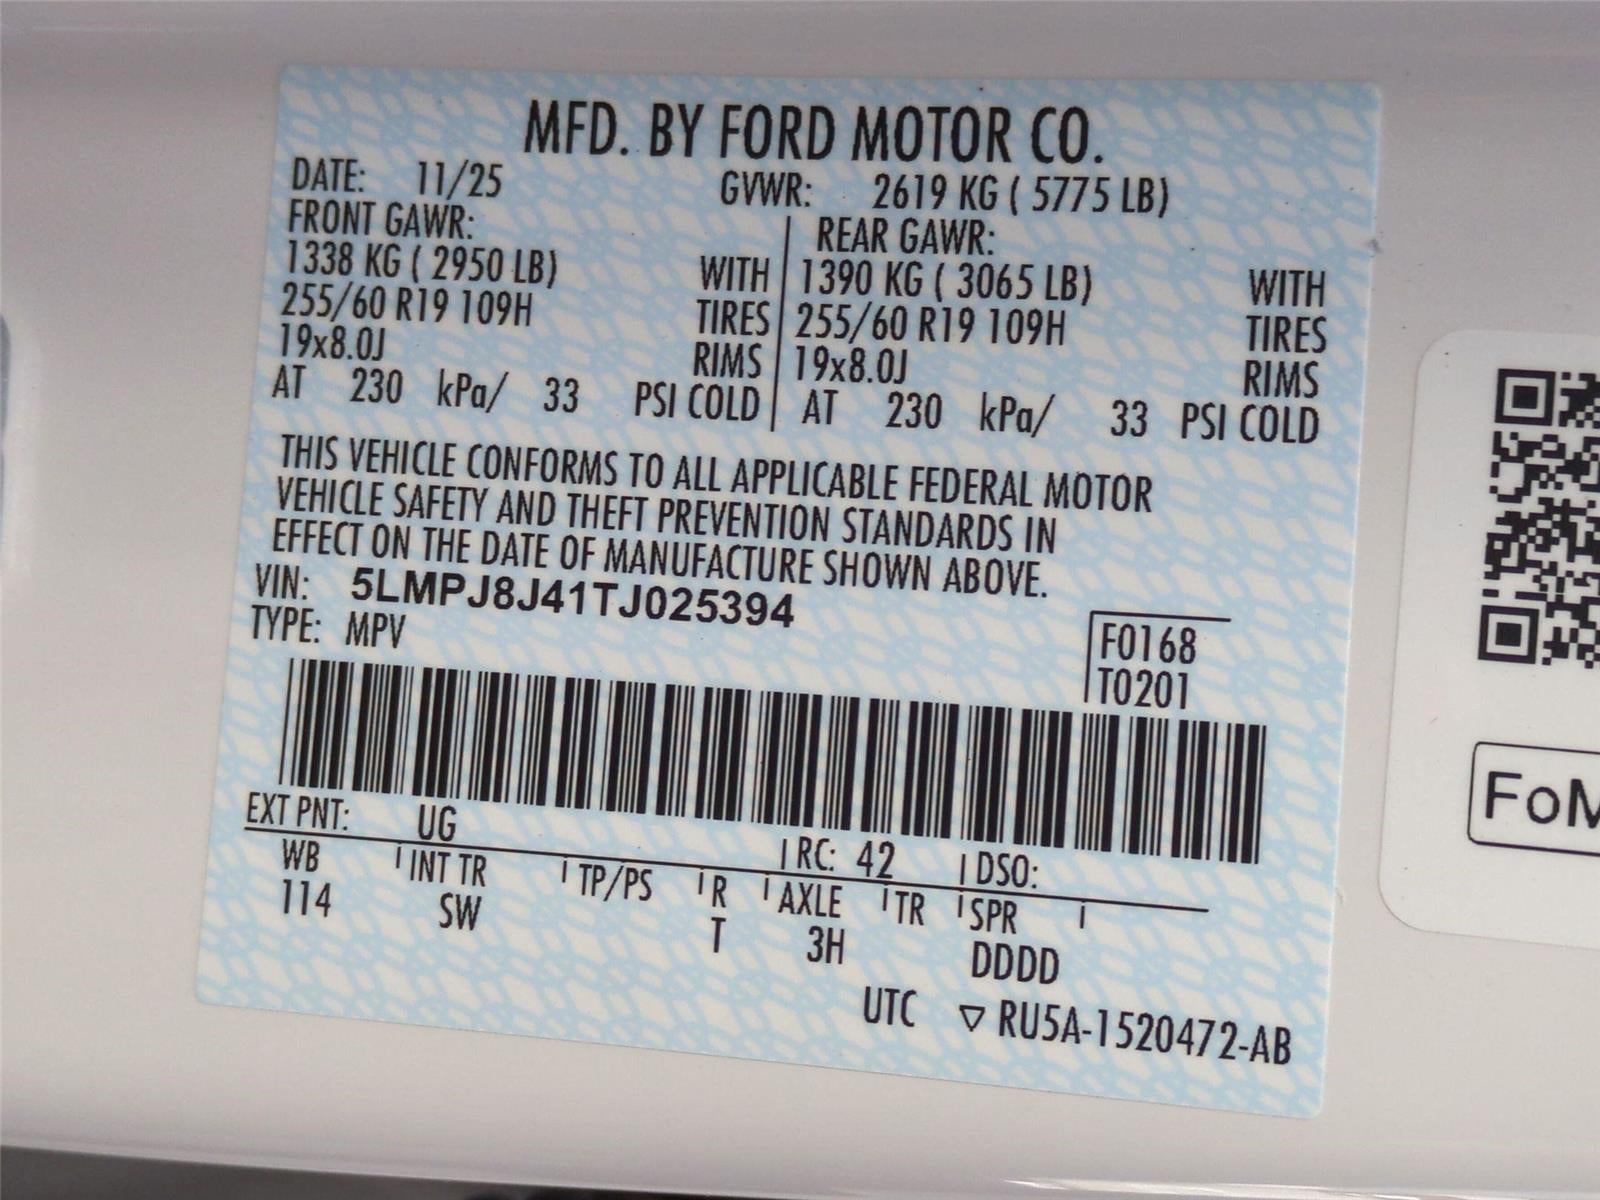 MFD. BY FORD MOTOR CO.
DATE: 11/25 GVWR: 2619 KG ( 5775 LB)
FRONT GAWR: REAR GAWR:
1338 KG ( 2950 LB) WITH 1390 KG ( 3065 LB) WITH
255/60 R19 109H TIRES 255/60 R19 109H TIRES
19x8.0J RIMS 19x8.0J RIMS
AT 230 kPa/ 33 PSI COLD AT 230 kPa/ 33 PSI COLD
THIS VEHICLE CONFORMS TO ALL APPLICABLE FEDERAL MOTOR
VEHICLE SAFETY AND THEFT PREVENTION STANDARDS IN
EFFECT ON THE DATE OF MANUFACTURE SHOWN ABOVE.
VIN: 5LMPJ8J41TJ025394
TYPE: MPV
F0168
T0201
EXT PNT: UG RC: 42 DSO:
WB INT TR TP/PS R AXLE TR SPR
114 SW T 3H DDDD
UTC ▽ RU5A-1520472-AB
FoM